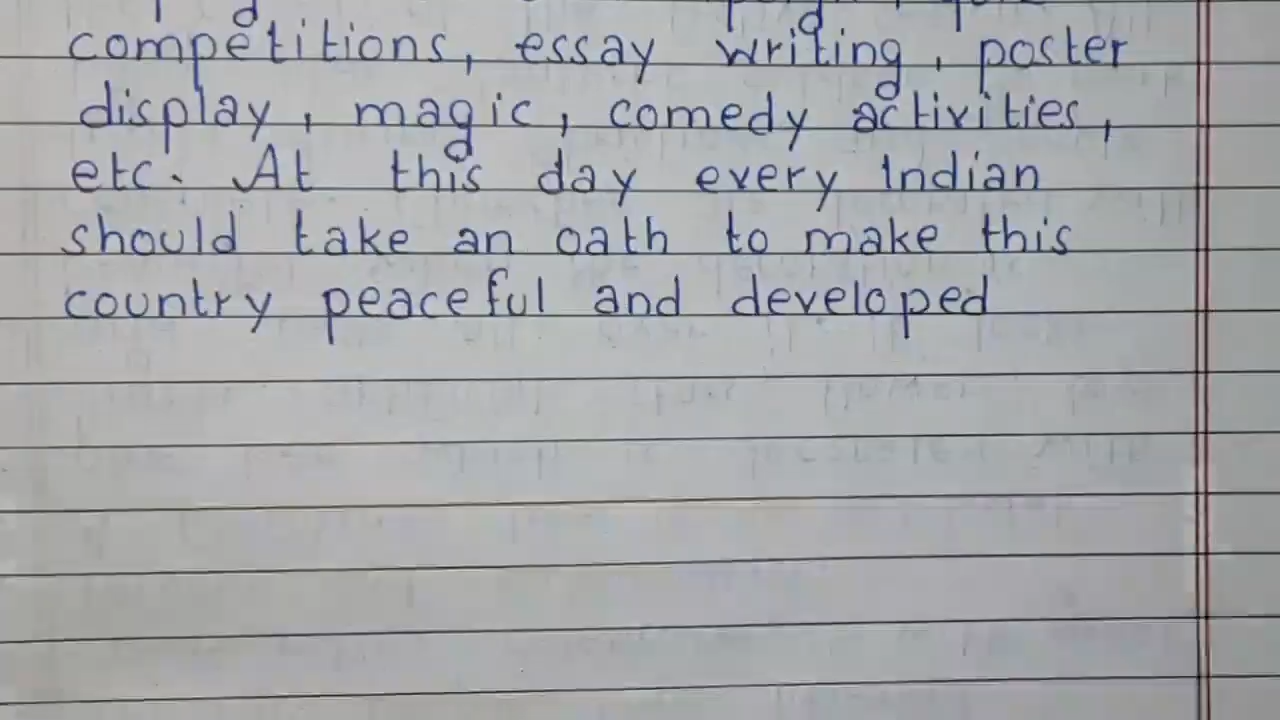 competitions, essay writing, poster
display, magic, comedy activities,
etc. At this day every Indian
should take an oath to make this
country peaceful and developed